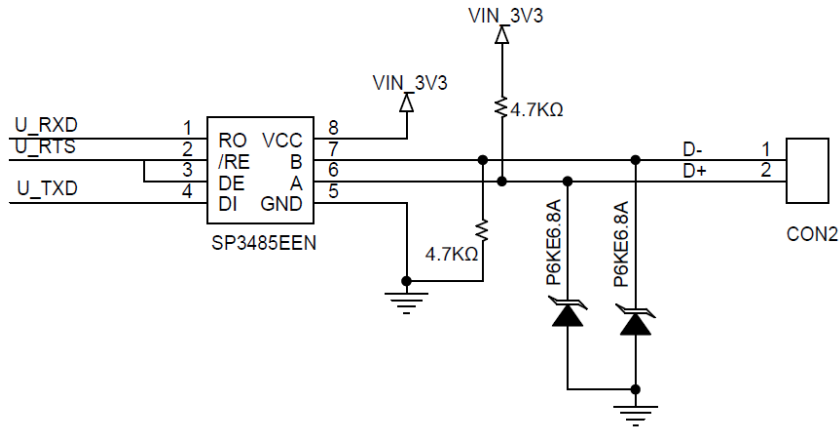 VIN_3V3
VIN_3V3
4.7KΩ
U_RXD 1 RO VCC 8
U_RTS 2 /RE B 7 D- 1
3 DE A 6 D+ 2
U_TXD 4 DI GND 5
SP3485EEN
4.7KΩ
P6KE6.8A
P6KE6.8A
CON2